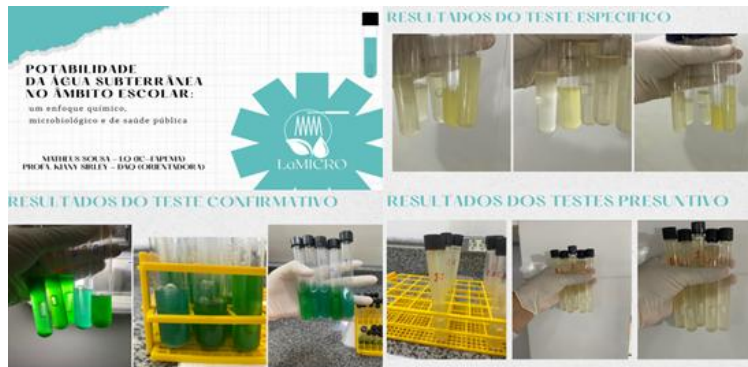 POTABILIDADE
DA ÁGUA SUBTERRÂNEA
NO ÂMBITO ESCOLAR:
um enfoque químico,
microbiológico e de saúde pública
MATHEUS SOUSA – LQ (IC-FAPEMA)
PROFA. KIANY SIRLEY – DAQ (ORIENTADORA)
LaMICRO
RESULTADOS DO TESTE ESPECIFICO
RESULTADOS DO TESTE CONFIRMATIVO
RESULTADOS DOS TESTES PRESUNTIVO